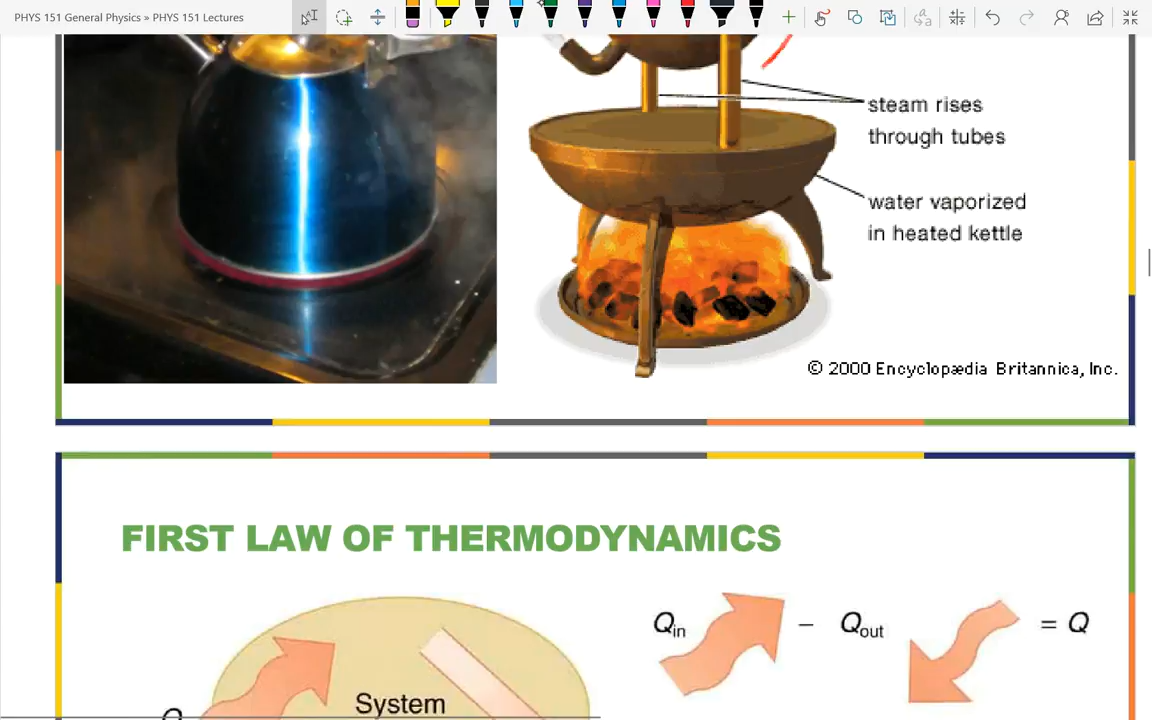 PHYS 151 General Physics » PHYS 151 Lectures
steam rises
through tubes
water vaporized
in heated kettle
© 2000 Encyclopædia Britannica, Inc.
FIRST LAW OF THERMODYNAMICS
Qin − Qout = Q
System